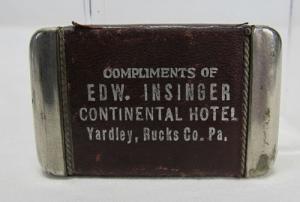 COMPLIMENTS OF
EDW. INSINGER
CONTINENTAL HOTEL
Yardley, Bucks Co. Pa.